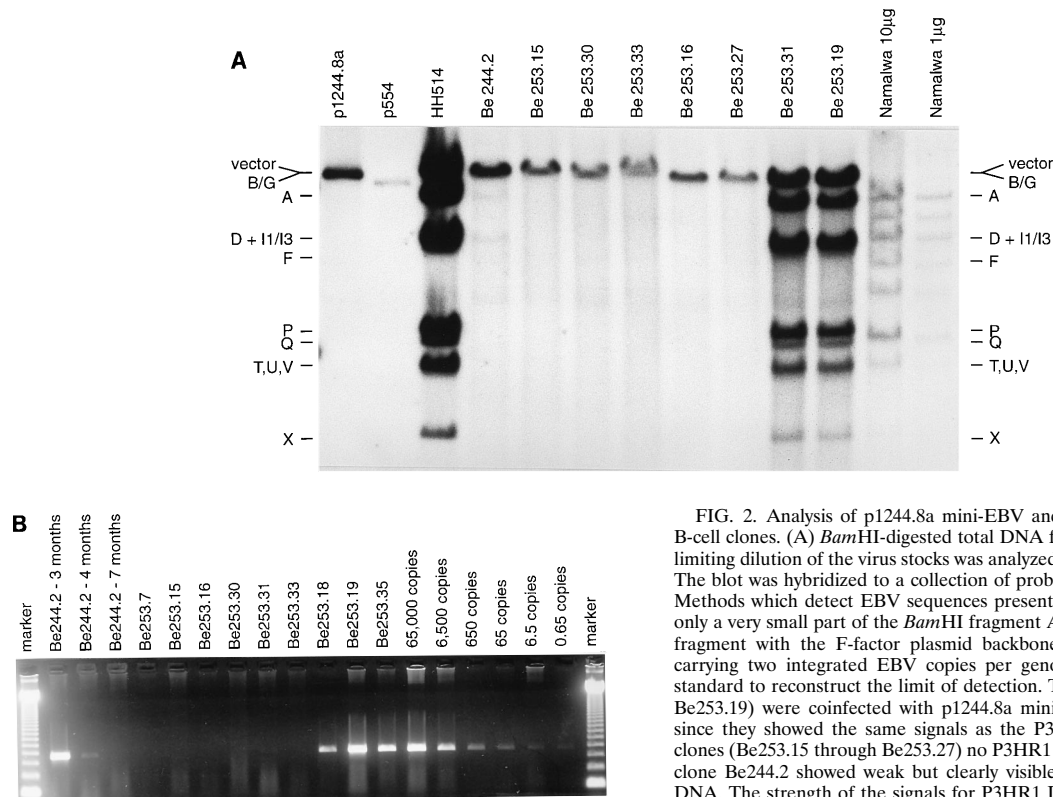 A
p1244.8a
p554
HH514
Be 244.2
Be 253.15
Be 253.30
Be 253.33
Be 253.16
Be 253.27
Be 253.31
Be 253.19
Namalwa 10µg
Namalwa 1µg
vector
B/G
A
D + I1/I3
F
P
Q
T,U,V
X
vector
B/G
A
D + I1/I3
F
P
Q
T,U,V
X
B
marker
Be244.2 - 3 months
Be244.2 - 4 months
Be244.2 - 7 months
Be253.7
Be253.15
Be253.16
Be253.30
Be253.31
Be253.33
Be253.18
Be253.19
Be253.35
65,000 copies
6,500 copies
650 copies
65 copies
6.5 copies
0.65 copies
marker
FIG. 2. Analysis of p1244.8a mini-EBV and
B-cell clones. (A) BamHI-digested total DNA f
limiting dilution of the virus stocks was analyzed
The blot was hybridized to a collection of prob
Methods which detect EBV sequences present
only a very small part of the BamHI fragment A
fragment with the F-factor plasmid backbone
carrying two integrated EBV copies per geno
standard to reconstruct the limit of detection. T
Be253.19) were coinfected with p1244.8a mini
since they showed the same signals as the P3
clones (Be253.15 through Be253.27) no P3HR1
clone Be244.2 showed weak but clearly visible
DNA. The strength of the signals for P3HR1 D